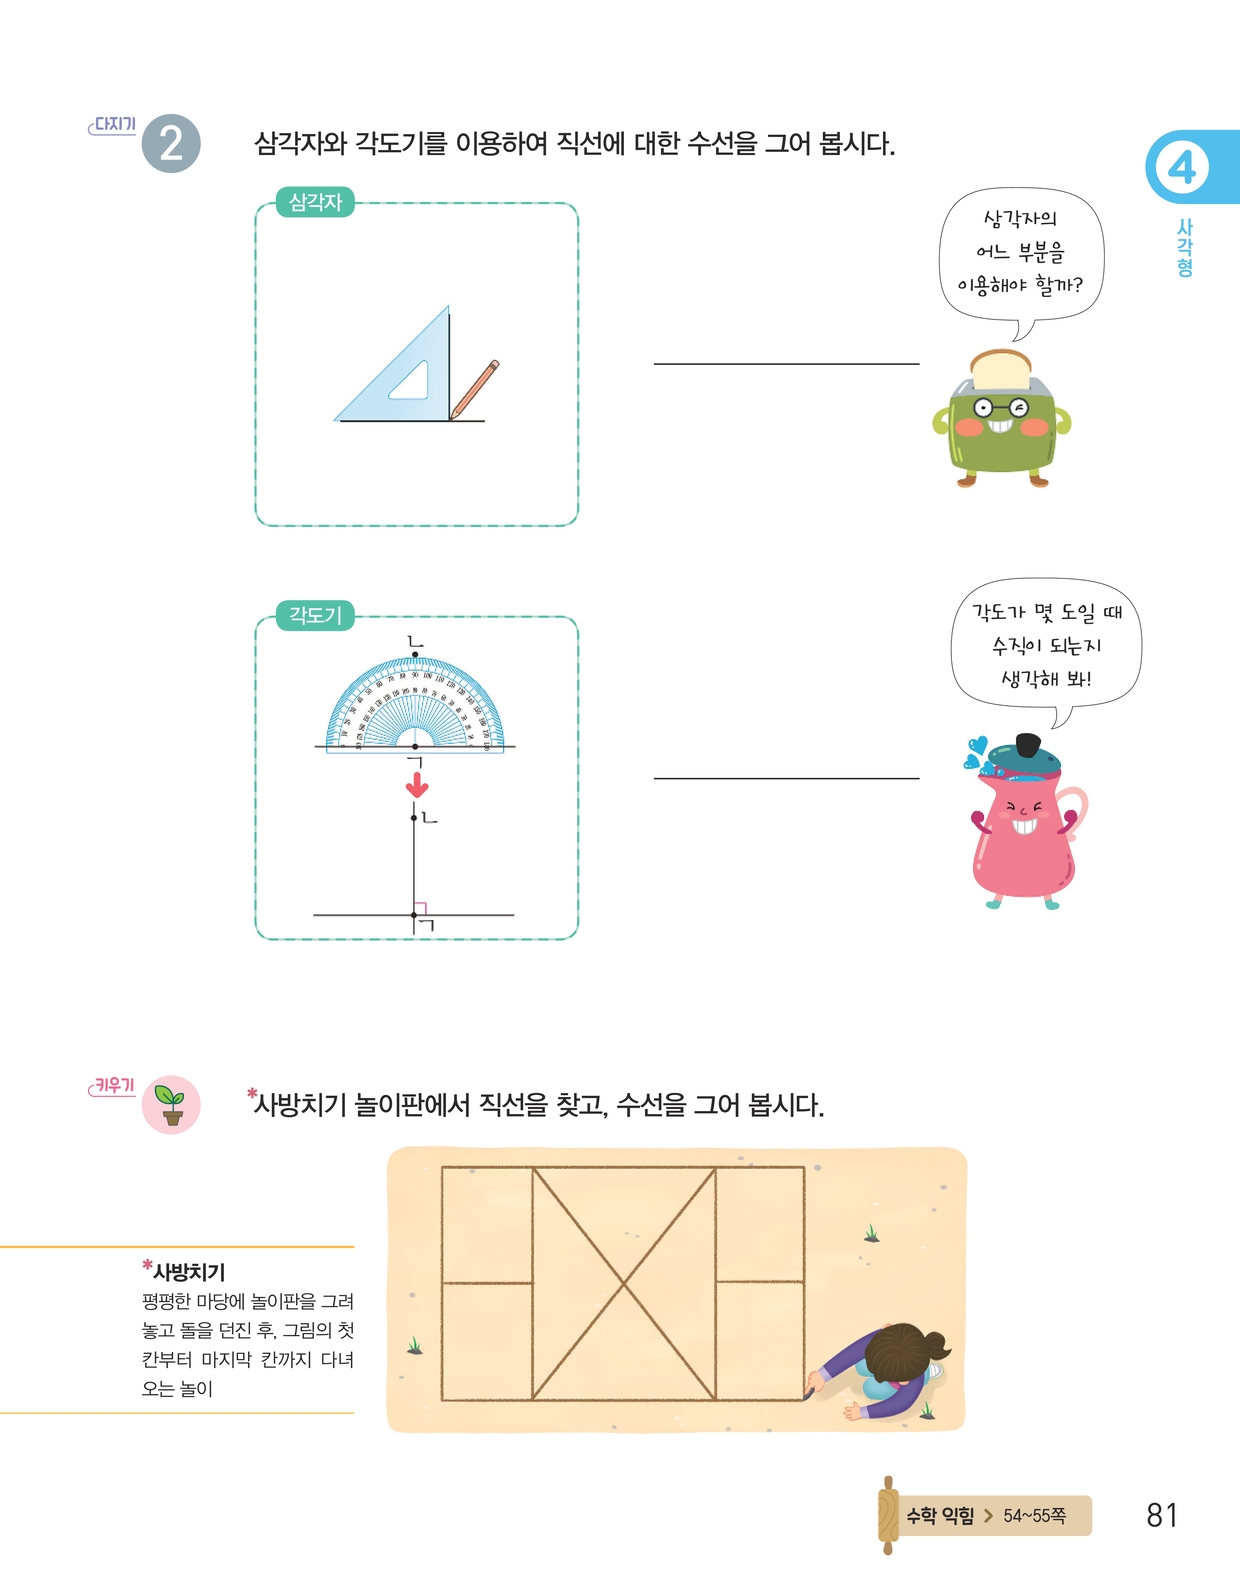 다지기
2
삼각자와 각도기를 이용하여 직선에 대한 수선을 그어 봅시다.
4
사각형
삼각자
삼각자의
어느 부분을
이용해야 할까?
각도기
ㄴ
ㄱ
ㄴ
ㄱ
각도가 몇 도일 때
수직이 되는지
생각해 봐!
키우기
*사방치기 놀이판에서 직선을 찾고, 수선을 그어 봅시다.
*사방치기
평평한 마당에 놀이판을 그려
놓고 돌을 던진 후, 그림의 첫
칸부터 마지막 칸까지 다녀
오는 놀이
수학 익힘 > 54~55쪽
81